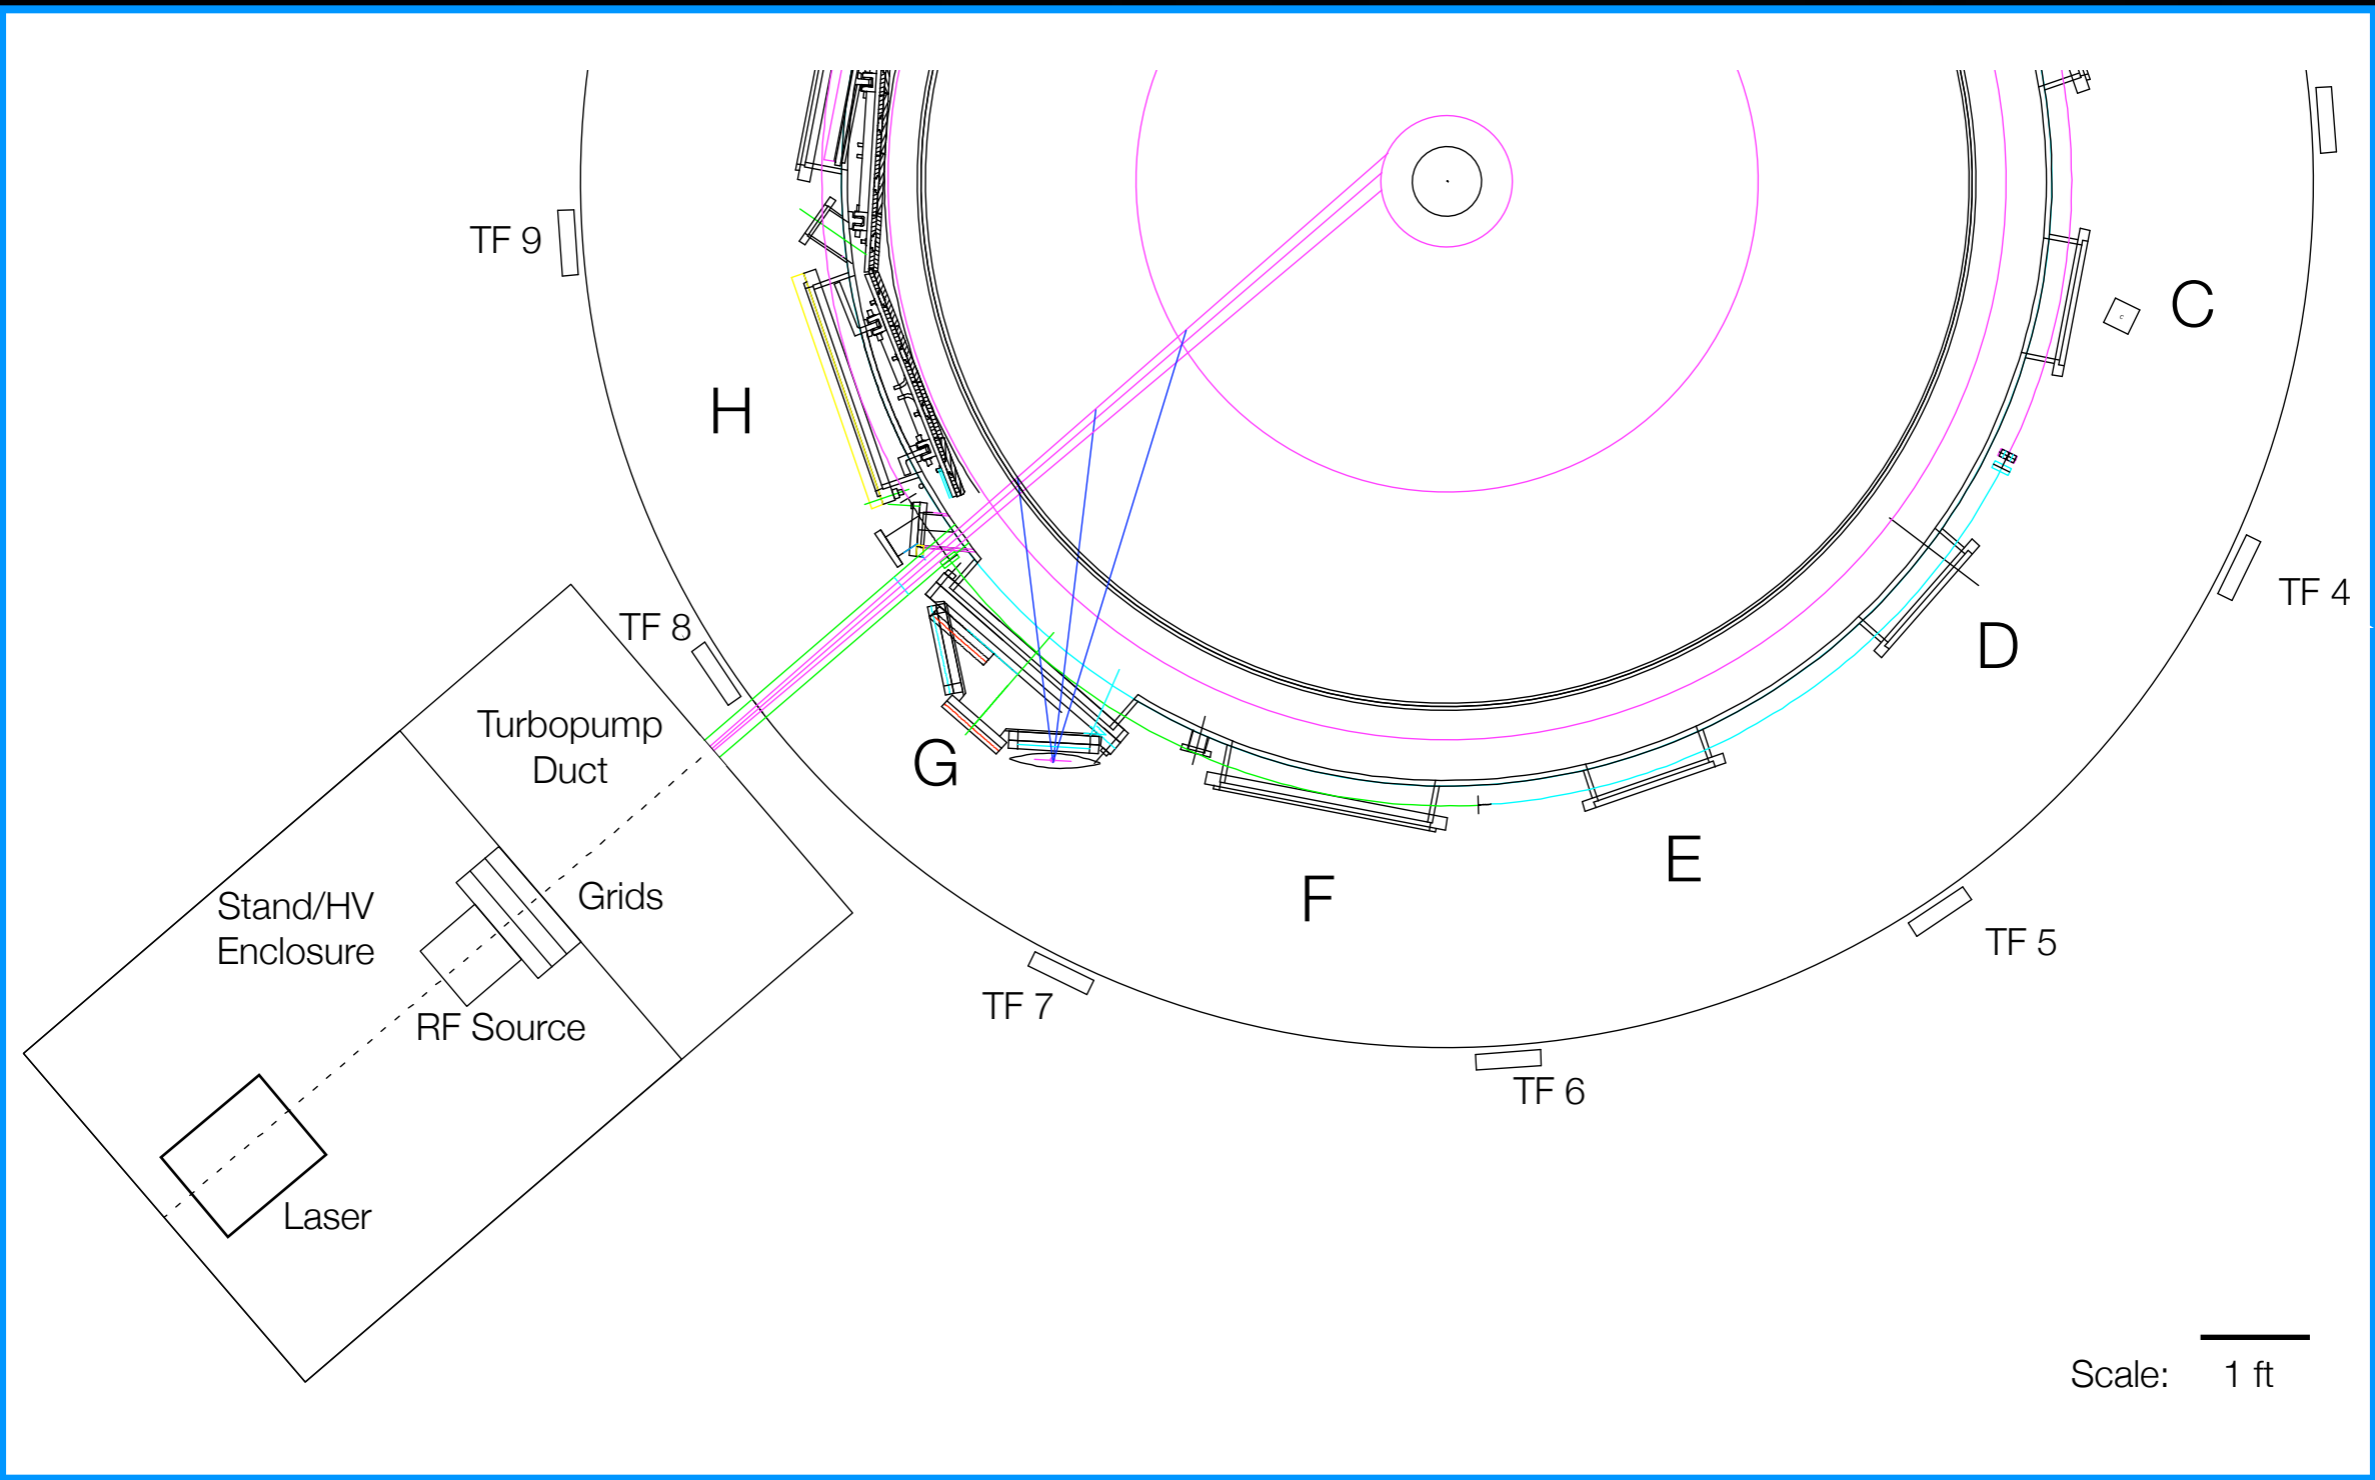 C
TF 9
H
TF 4
TF 8
D
Turbopump
Duct
G
E
F
Grids
Stand/HV
Enclosure
TF 5
TF 7
RF Source
TF 6
Laser
Scale: 1 ft